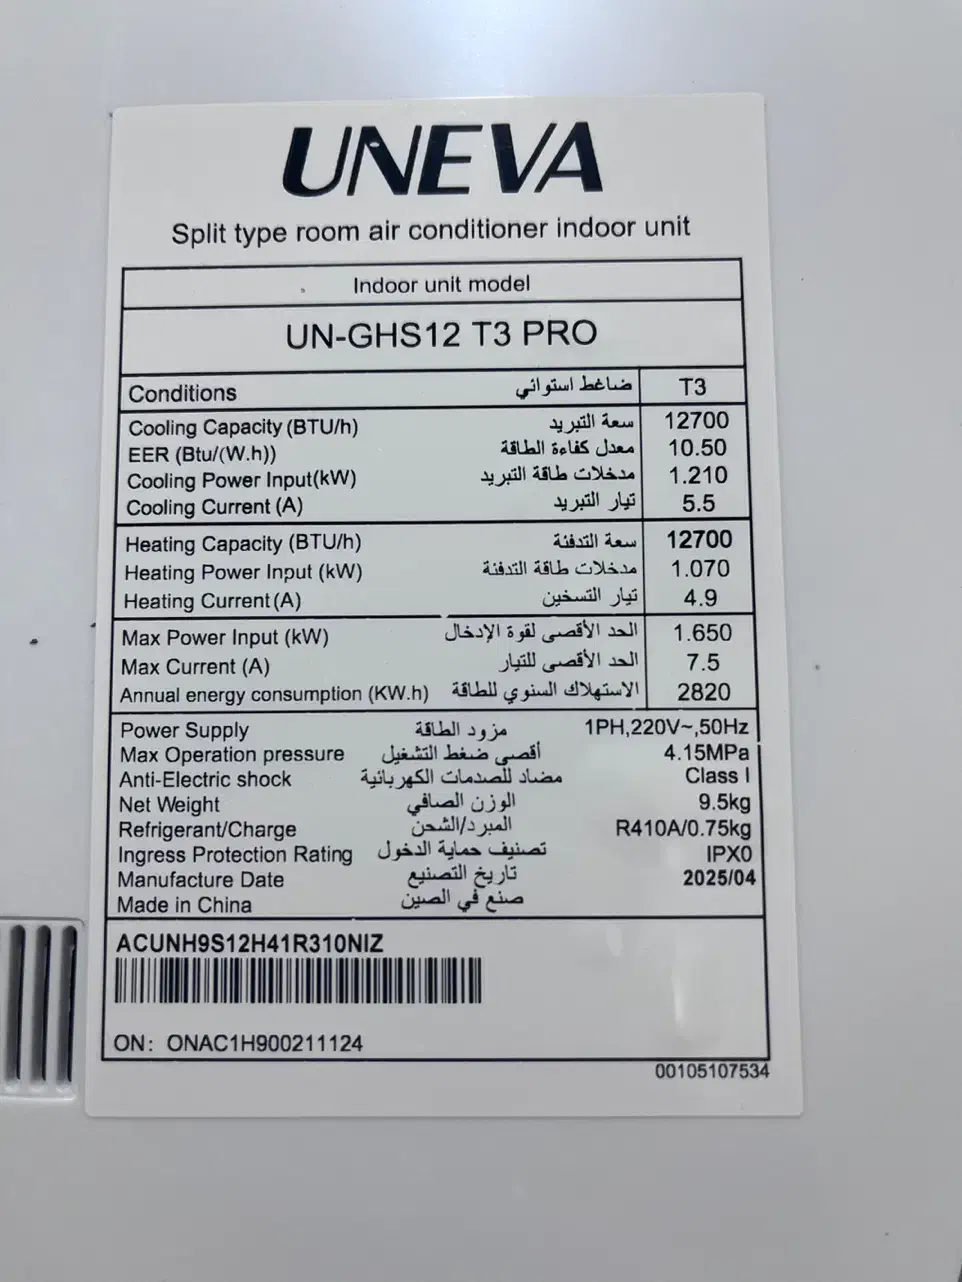 UNEVA
Split type room air conditioner indoor unit
Indoor unit model
UN-GHS12 T3 PRO
Conditions ضاغط استوائي T3
Cooling Capacity (BTU/h) سعة التبريد 12700
EER (Btu/(W.h)) معدل كفاءة الطاقة 10.50
Cooling Power Input(kW) مدخلات طاقة التبريد 1.210
Cooling Current (A) تيار التبريد 5.5
Heating Capacity (BTU/h) سعة التدفئة 12700
Heating Power Input (kW) مدخلات طاقة التدفئة 1.070
Heating Current(A) تيار التسخين 4.9
Max Power Input (kW) الحد الأقصى لقوة الإدخال 1.650
Max Current (A) الحد الأقصى للتيار 7.5
Annual energy consumption (KW.h) الاستهلاك السنوي للطاقة 2820
Power Supply مزود الطاقة 1PH,220V~,50Hz
Max Operation pressure أقصى ضغط التشغيل 4.15MPa
Anti-Electric shock مضاد للصدمات الكهربائية Class I
Net Weight الوزن الصافي 9.5kg
Refrigerant/Charge المبرد/الشحن R410A/0.75kg
Ingress Protection Rating تصنيف حماية الدخول IPX0
Manufacture Date تاريخ التصنيع 2025/04
Made in China صنع في الصين
ACUNH9S12H41R310NIZ
ON: ONAC1H900211124
00105107534